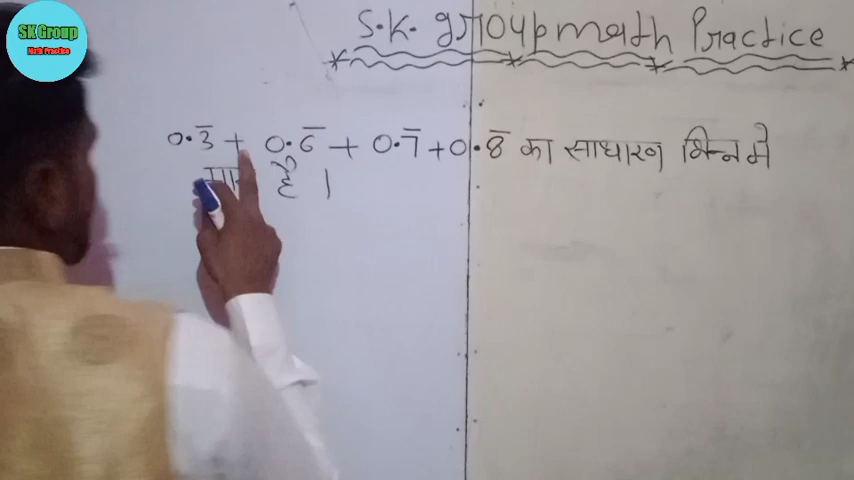 SK Group
Math Practice
S.K. group math Practice
0.3̅ + 0.6̅ + 0.7̅ + 0.8̅ का साधारण भिन्न मे
है ।